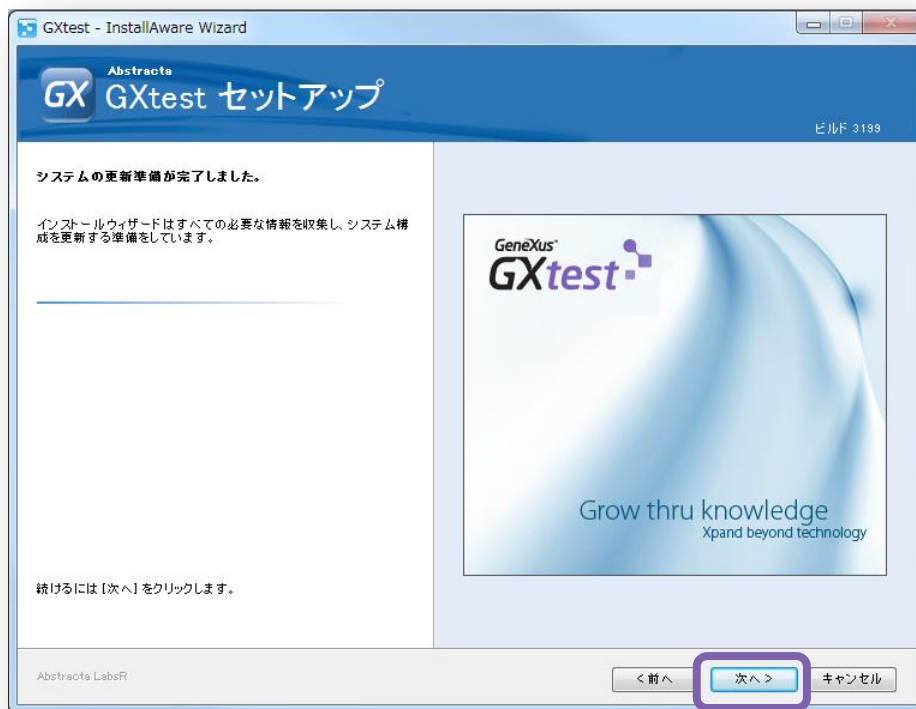 GXtest - InstallAware Wizard
Abstracta
GX GXtest セットアップ
ビルド 3199
システムの更新準備が完了しました。
インストールウィザードはすべての必要な情報を収集し、システム構
成を更新する準備をしています。
GeneXus™
GXtest
Grow thru knowledge
Xpand beyond technology
続けるには [次へ] をクリックします。
Abstracta LabsR
< 前へ 次へ > キャンセル